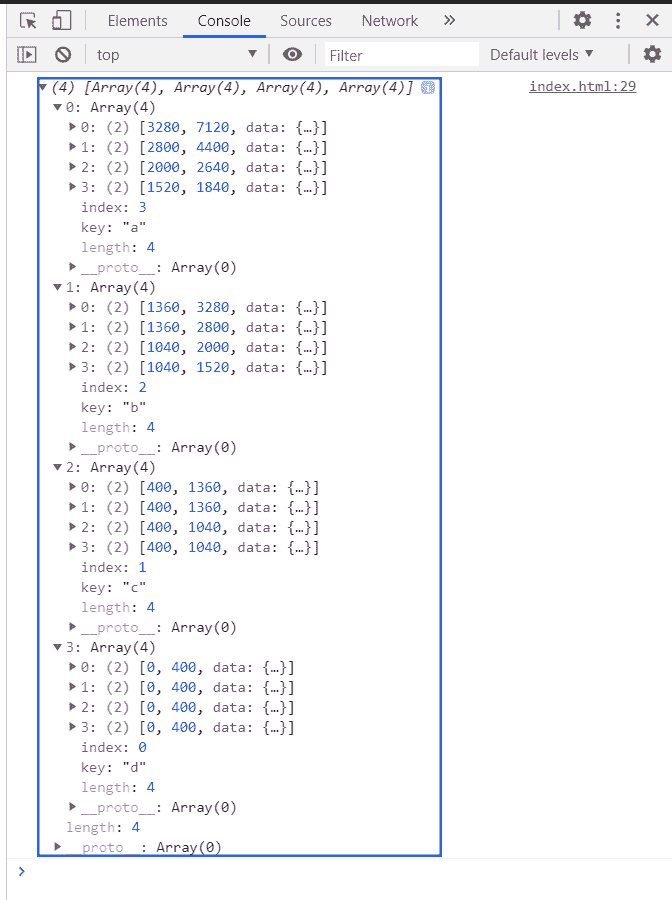 Elements Console Sources Network »
top Filter Default levels
(4) [Array(4), Array(4), Array(4), Array(4)] i index.html:29
0: Array(4)
0: (2) [3280, 7120, data: {…}]
1: (2) [2800, 4400, data: {…}]
2: (2) [2000, 2640, data: {…}]
3: (2) [1520, 1840, data: {…}]
index: 3
key: "a"
length: 4
__proto__: Array(0)
1: Array(4)
0: (2) [1360, 3280, data: {…}]
1: (2) [1360, 2800, data: {…}]
2: (2) [1040, 2000, data: {…}]
3: (2) [1040, 1520, data: {…}]
index: 2
key: "b"
length: 4
__proto__: Array(0)
2: Array(4)
0: (2) [400, 1360, data: {…}]
1: (2) [400, 1360, data: {…}]
2: (2) [400, 1040, data: {…}]
3: (2) [400, 1040, data: {…}]
index: 1
key: "c"
length: 4
__proto__: Array(0)
3: Array(4)
0: (2) [0, 400, data: {…}]
1: (2) [0, 400, data: {…}]
2: (2) [0, 400, data: {…}]
3: (2) [0, 400, data: {…}]
index: 0
key: "d"
length: 4
__proto__: Array(0)
length: 4
__proto__: Array(0)